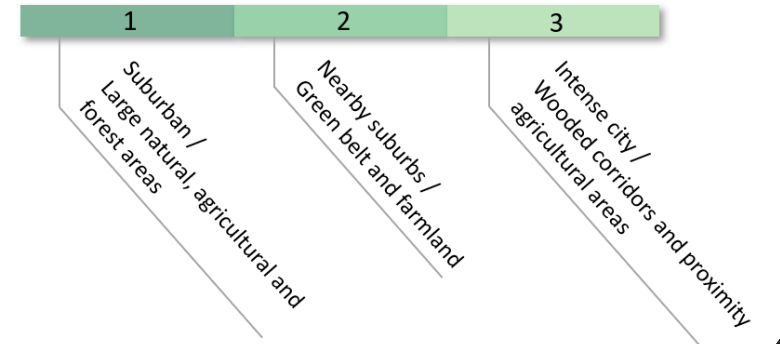 1
2
3
Suburban /
Large natural, agricultural and
forest areas
Nearby suburbs /
Green belt and farmland
Intense city /
Wooded corridors and proximity
agricultural areas